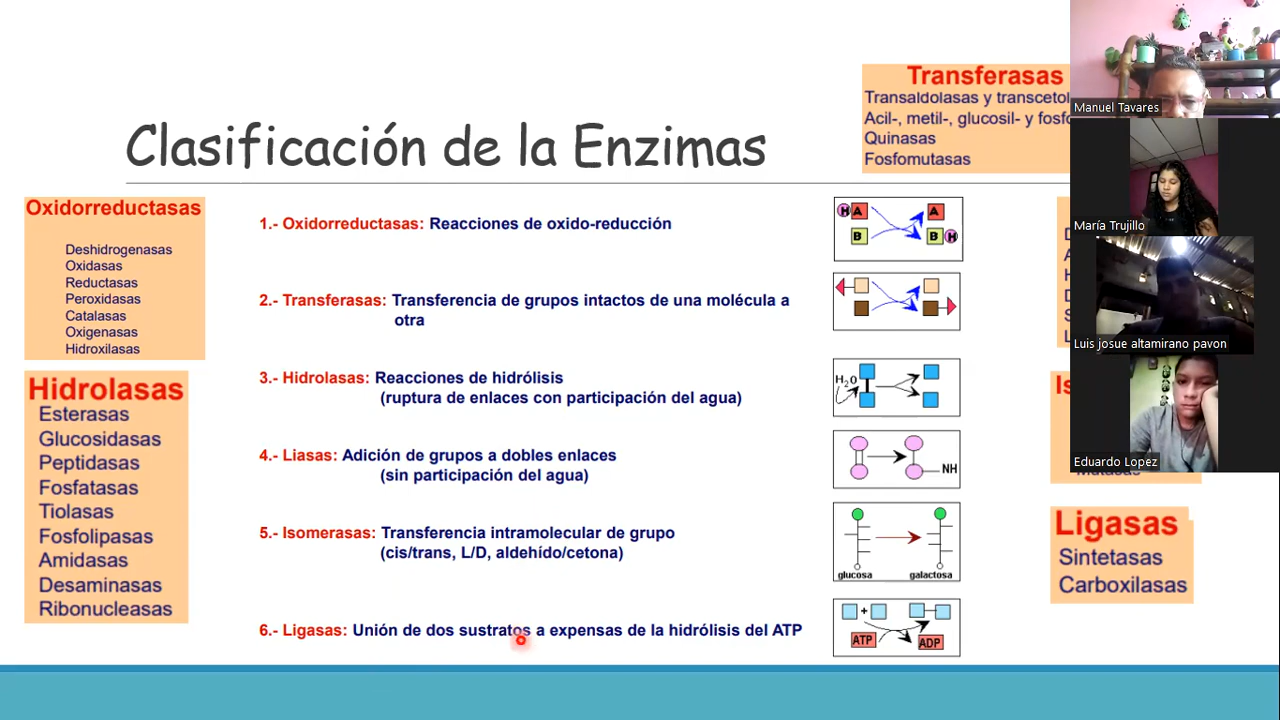 Clasificación de la Enzimas
Transferasas
Transaldolasas y
Acil-, metil-, glucosil- y
Quinasas
Fosfomutasas
Oxidorreductasas
Deshidrogenasas
Oxidasas
Reductasas
Peroxidasas
Catalasas
Oxigenasas
Hidroxilasas
Hidrolasas
Esterasas
Glucosidasas
Peptidasas
Fosfatasas
Tiolasas
Fosfolipasas
Amidasas
Desaminasas
Ribonucleasas
1.- Oxidorreductasas: Reacciones de oxido-reducción
2.- Transferasas: Transferencia de grupos intactos de una molécula a
otra
3.- Hidrolasas: Reacciones de hidrólisis
(ruptura de enlaces con participación del agua)
4.- Liasas: Adición de grupos a dobles enlaces
(sin participación del agua)
5.- Isomerasas: Transferencia intramolecular de grupo
(cis/trans, L/D, aldehído/cetona)
6.- Ligasas: Unión de dos sustratos a expensas de la hidrólisis del ATP
H A A
B B H
H2O
NH
glucosa galactosa
+
ATP ADP
Ligasas
Sintetasas
Carboxilasas
Manuel Tavares
María Trujillo
Luis josue altamirano pavon
Eduardo Lopez